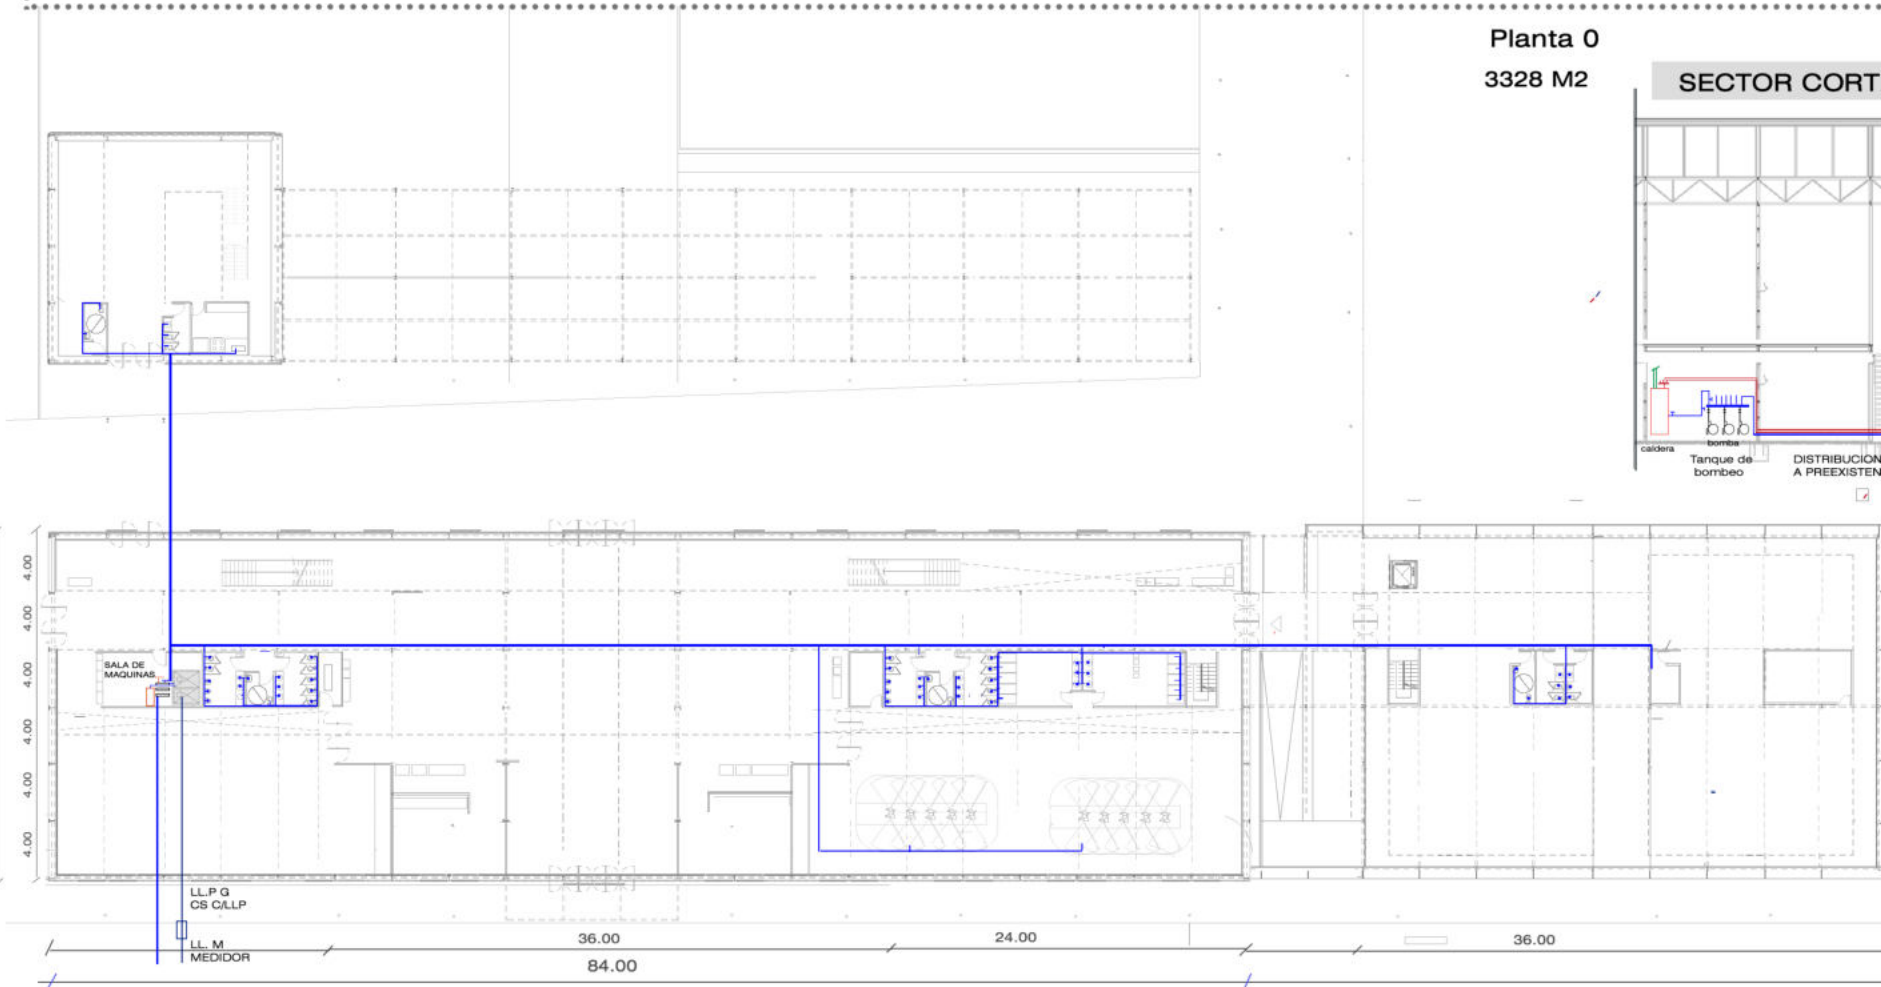 Planta 0
3328 M2
SECTOR CORT
caldera
bomba
Tanque de
bombeo
DISTRIBUCION
A PREEXISTEN
4.00
4.00
4.00
4.00
4.00
4.00
SALA DE
MAQUINAS
LL.P G
CS C/LLP
LL. M
MEDIDOR
36.00
24.00
36.00
84.00